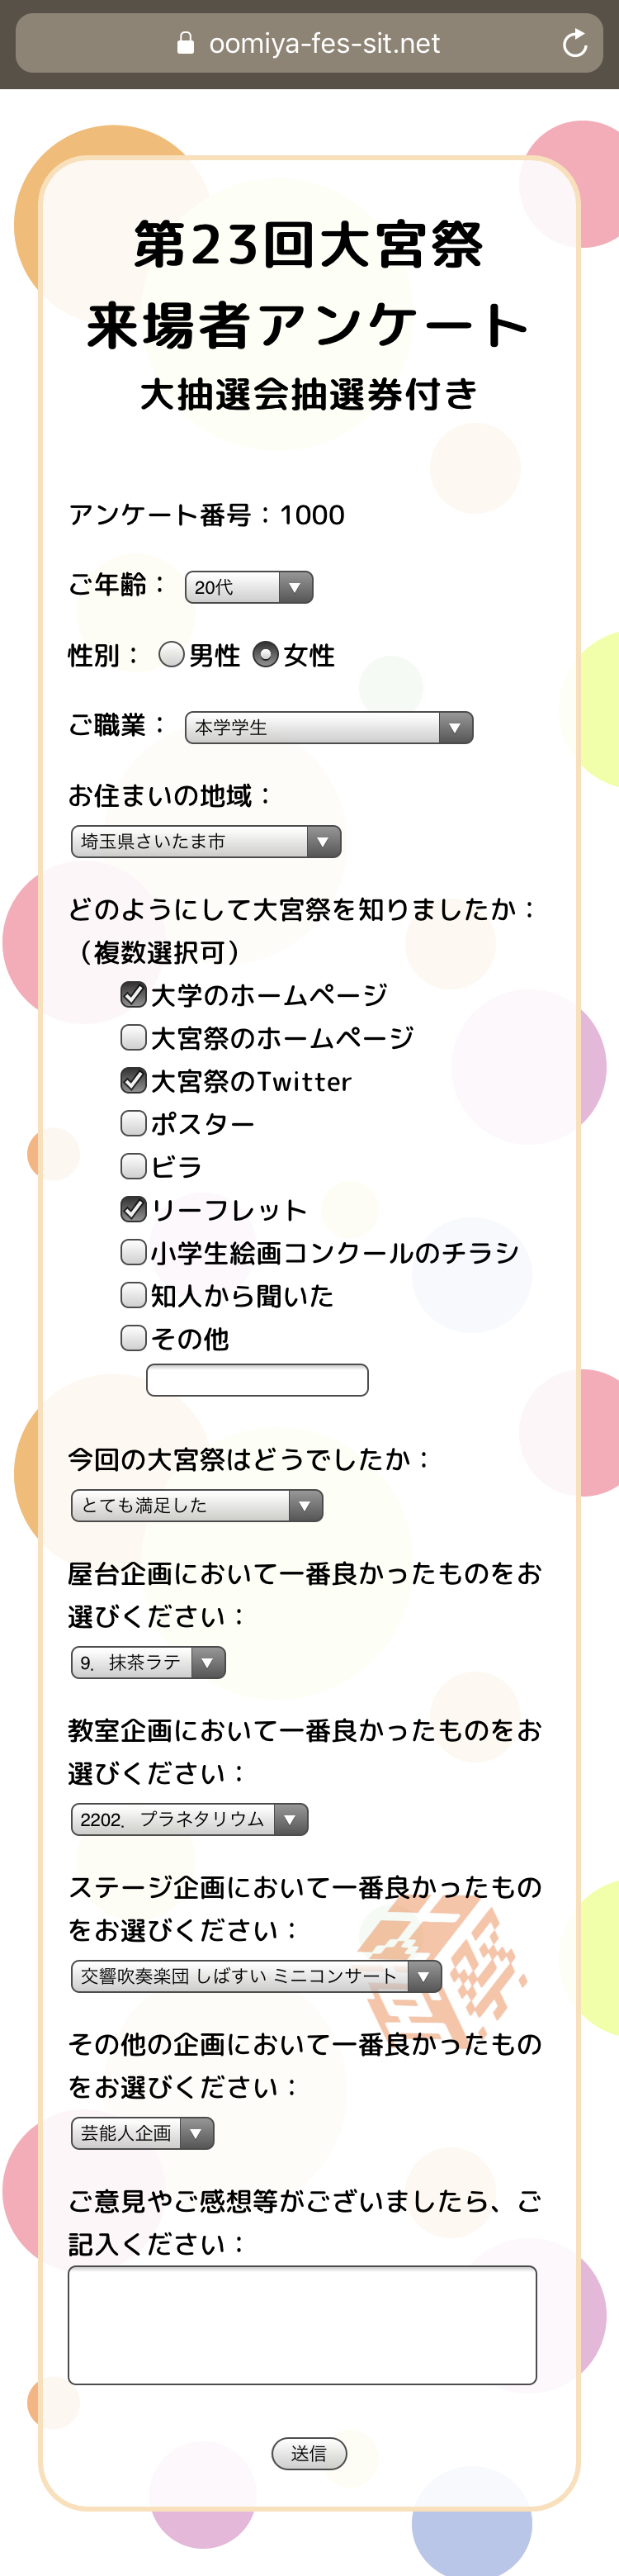 oomiya-fes-sit.net
第23回大宮祭
来場者アンケート
大抽選会抽選券付き
アンケート番号：1000
ご年齢： 20代
性別： 男性 女性
ご職業： 本学学生
お住まいの地域：
埼玉県さいたま市
どのようにして大宮祭を知りましたか：
（複数選択可）
大学のホームページ
大宮祭のホームページ
大宮祭のTwitter
ポスター
ビラ
リーフレット
小学生絵画コンクールのチラシ
知人から聞いた
その他
今回の大宮祭はどうでしたか：
とても満足した
屋台企画において一番良かったものをお
選びください：
9. 抹茶ラテ
教室企画において一番良かったものをお
選びください：
2202. プラネタリウム
ステージ企画において一番良かったもの
をお選びください：
交響吹奏楽団 しばすい ミニコンサート
その他の企画において一番良かったもの
をお選びください：
芸能人企画
ご意見やご感想等がございましたら、ご
記入ください：
送信